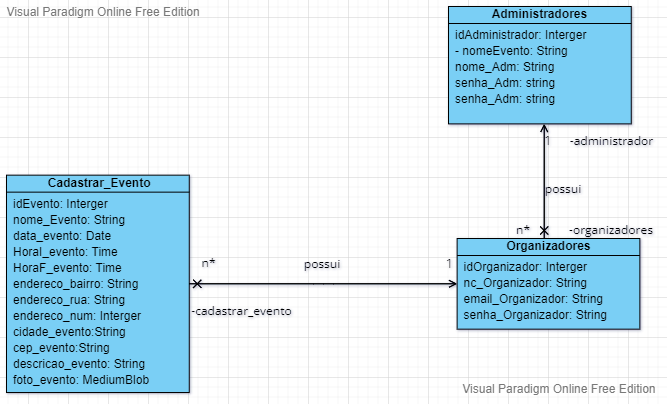 Visual Paradigm Online Free Edition
Administradores
idAdministrador: Interger
- nomeEvento: String
nome_Adm: String
senha_Adm: String
senha_Adm: string
1 -administrador
possui
n* -organizadores
Cadastrar_Evento
idEvento: Interger
nome_Evento: String
data_evento: Date
HoraI_evento: Time
HoraF_evento: Time
endereco_bairro: String
endereco_rua: String
endereco_num: Interger
cidade_evento:String
cep_evento:String
descricao_evento: String
foto_evento: MediumBlob
n* possui 1
-cadastrar_evento
Organizadores
idOrganizador: Interger
nc_Organizador: String
email_Organizador: String
senha_Organizador: String
Visual Paradigm Online Free Edition